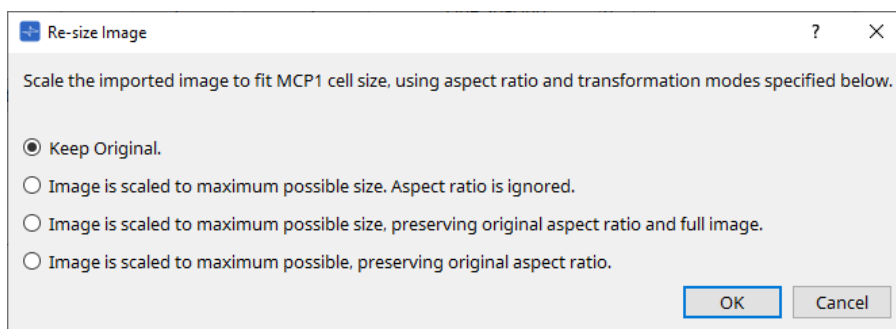 Re-size Image
?
Scale the imported image to fit MCP1 cell size, using aspect ratio and transformation modes specified below.
Keep Original.
Image is scaled to maximum possible size. Aspect ratio is ignored.
Image is scaled to maximum possible size, preserving original aspect ratio and full image.
Image is scaled to maximum possible, preserving original aspect ratio.
OK
Cancel